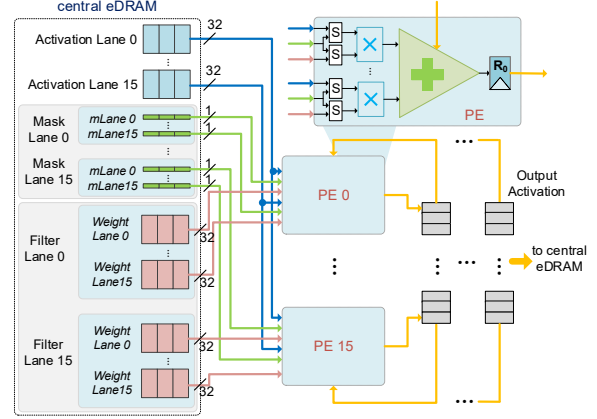 central eDRAM
Activation Lane 0
32
Activation Lane 15
32
Mask
Lane 0
mLane 0
1
mLane15
1
Mask
Lane 15
mLane 0
1
mLane15
1
Filter
Lane 0
Weight
Lane 0
32
Weight
Lane15
32
Filter
Lane 15
Weight
Lane 0
32
Weight
Lane15
32
S
S
S
S
R0
PE
PE 0
PE 15
Output
Activation
to central
eDRAM